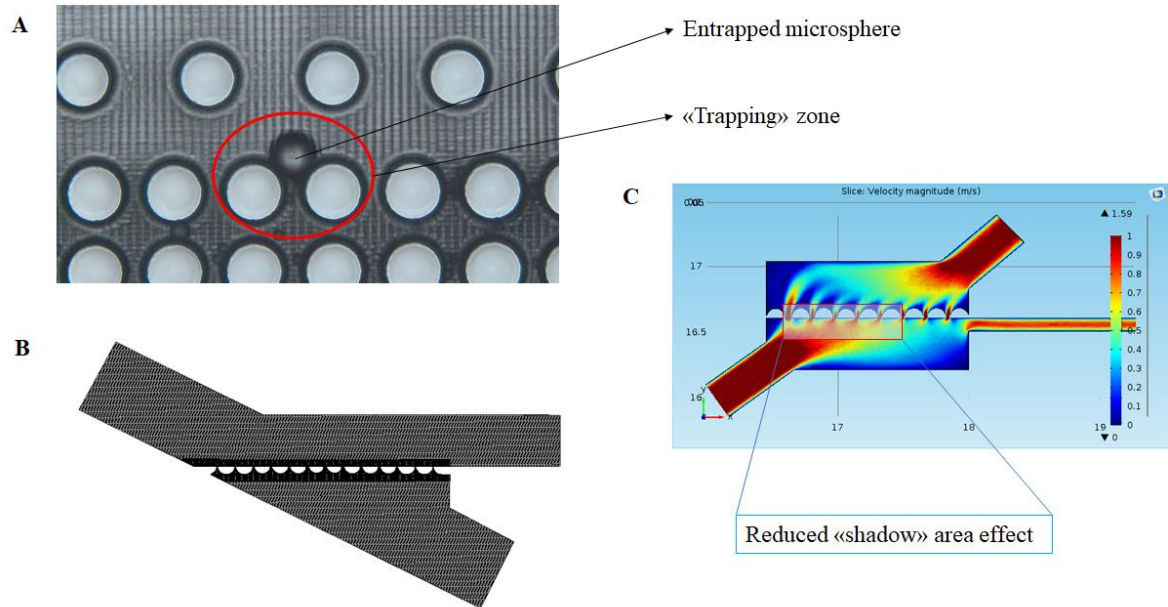 A
Entrapped microsphere
«Trapping» zone
C
Slice: Velocity magnitude (m/s)
▲ 1.59
1
0.9
0.8
0.7
0.6
0.5
0.4
0.3
0.2
0.1
0
▼ 0
17
16.5
16
y
x
17
18
19
B
Reduced «shadow» area effect